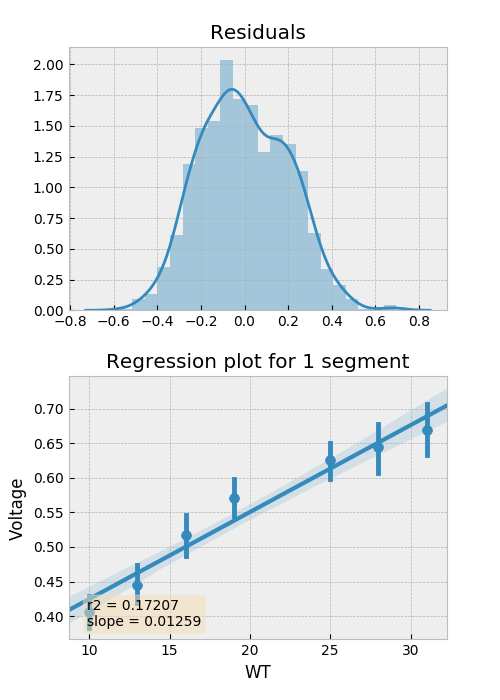 Residuals
2.00
1.75
1.50
1.25
1.00
0.75
0.50
0.25
0.00
−0.8 −0.6 −0.4 −0.2 0.0 0.2 0.4 0.6 0.8
Regression plot for 1 segment
0.70
0.65
0.60
0.55
0.50
0.45
0.40
Voltage
r2 = 0.17207
slope = 0.01259
10 15 20 25 30
WT